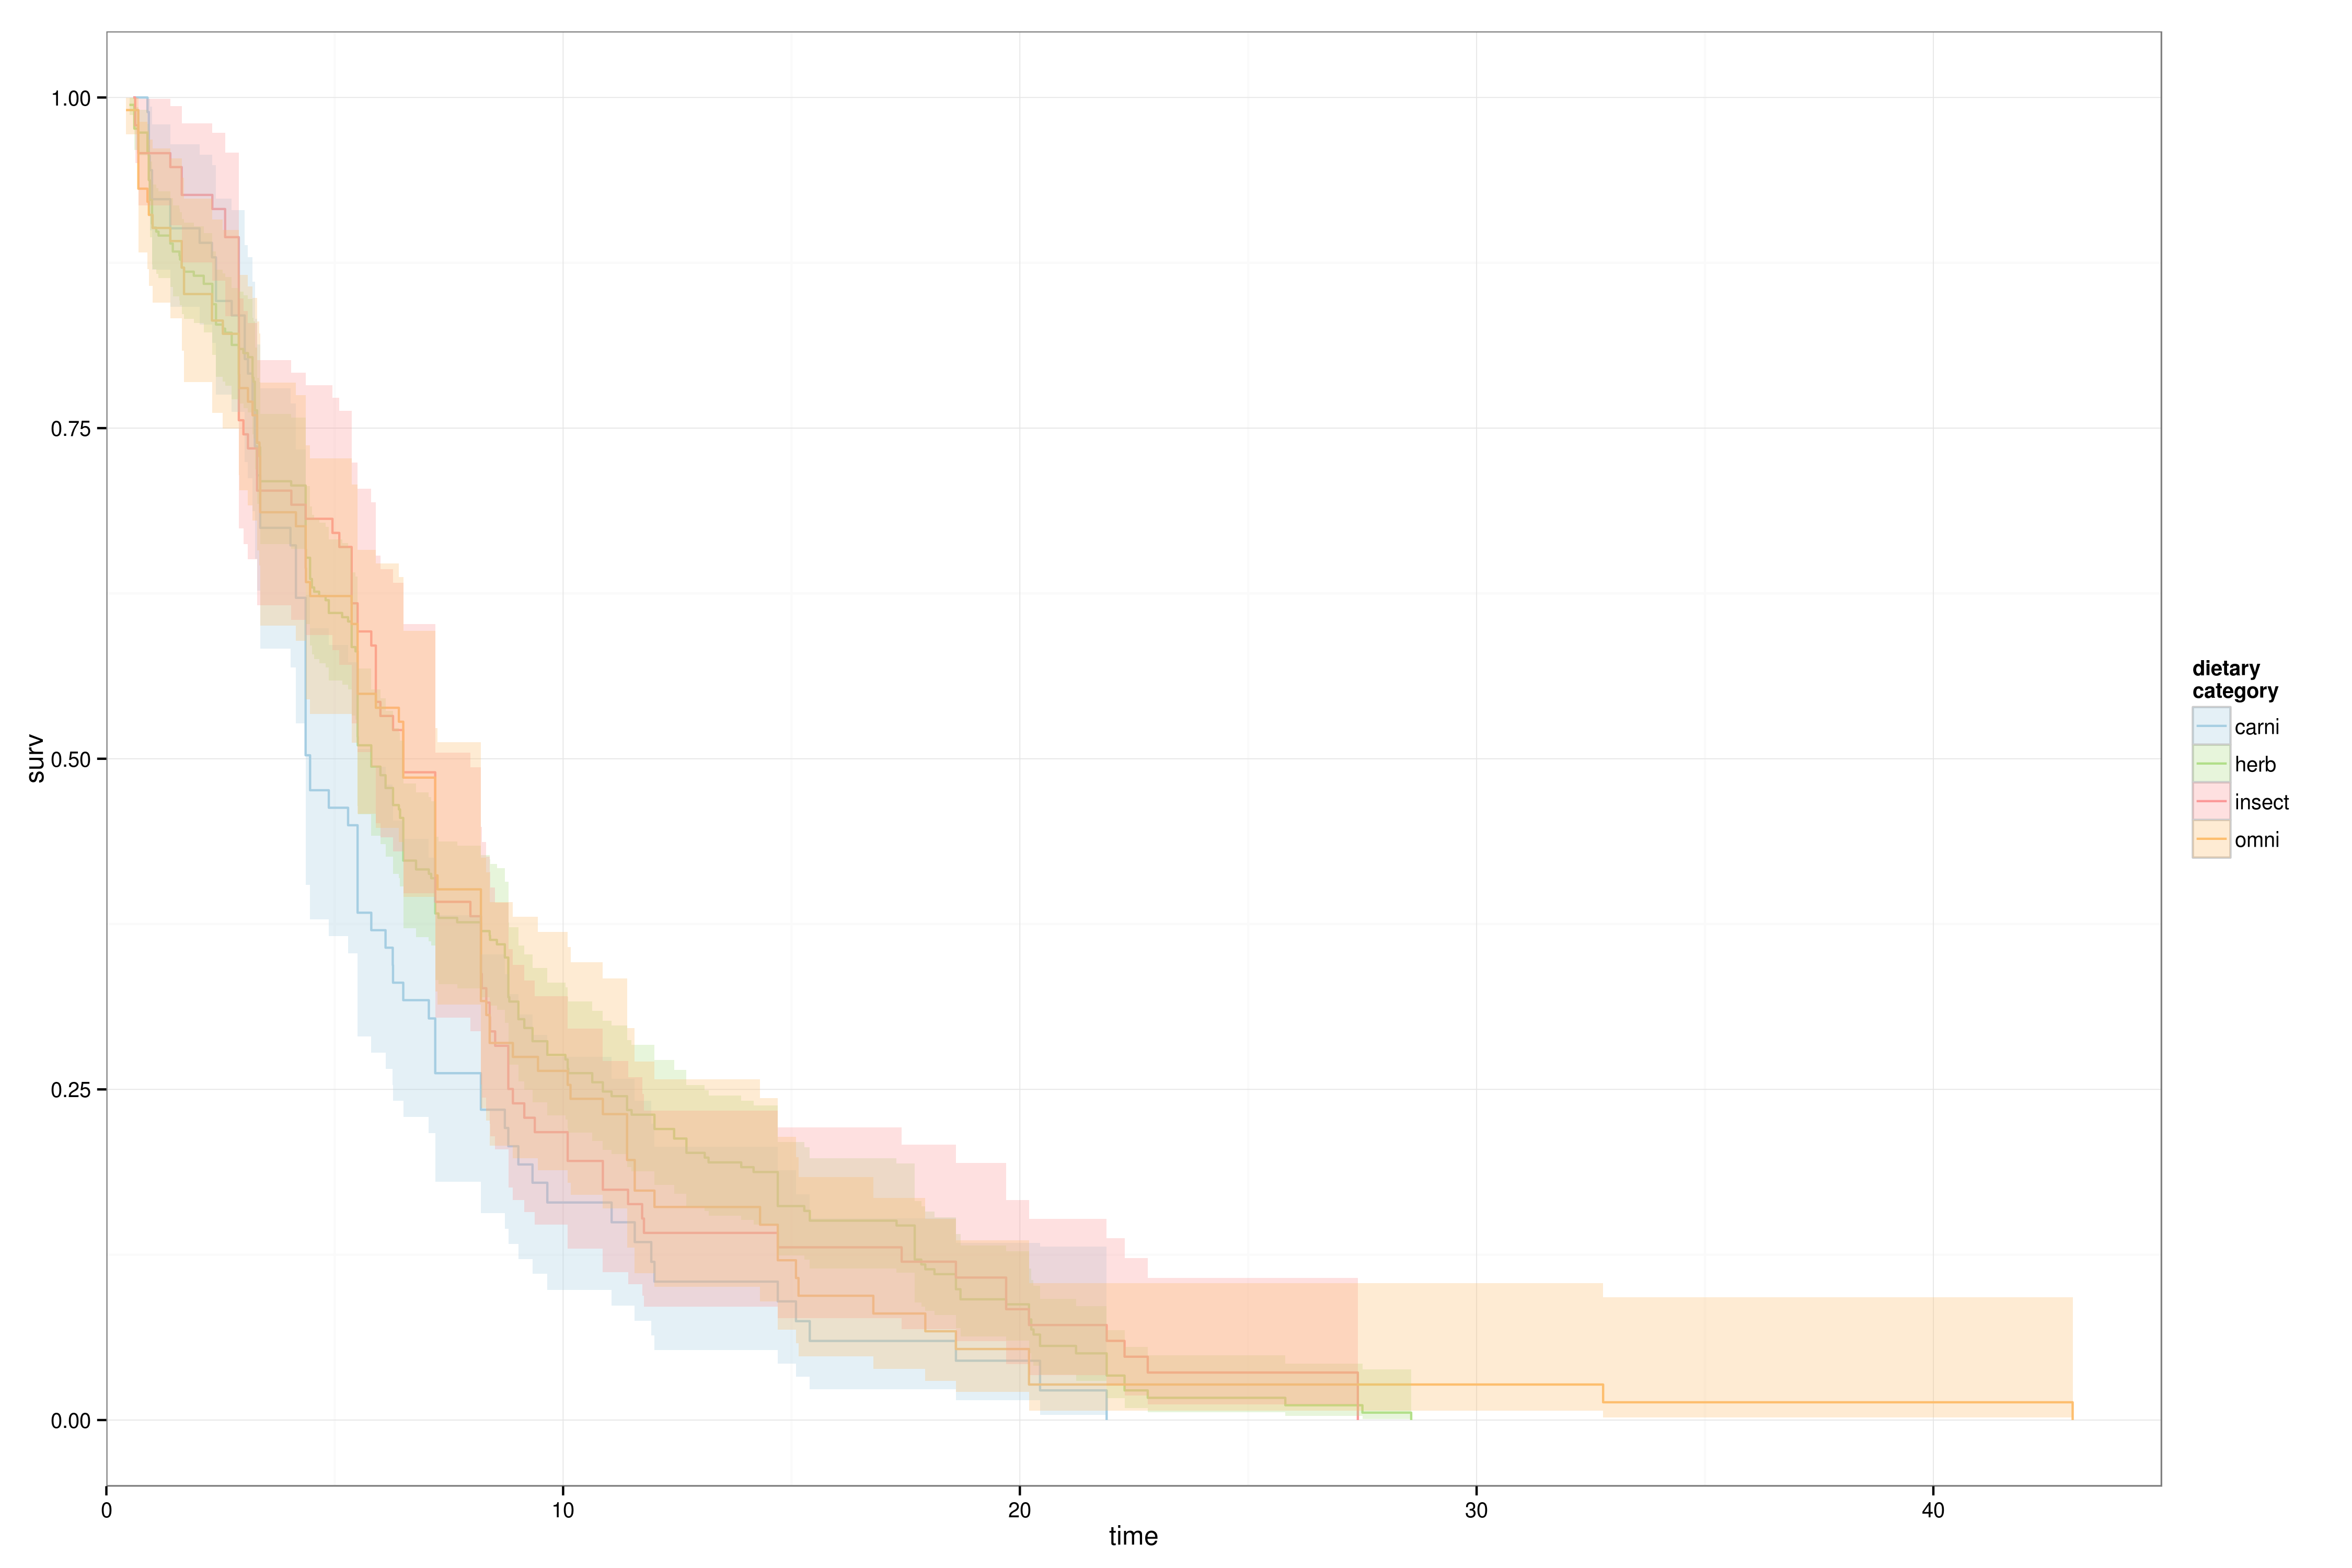 1.00
0.75
0.50
0.25
0.00
surv
0 10 20 30 40
time
dietary
category
carni
herb
insect
omni